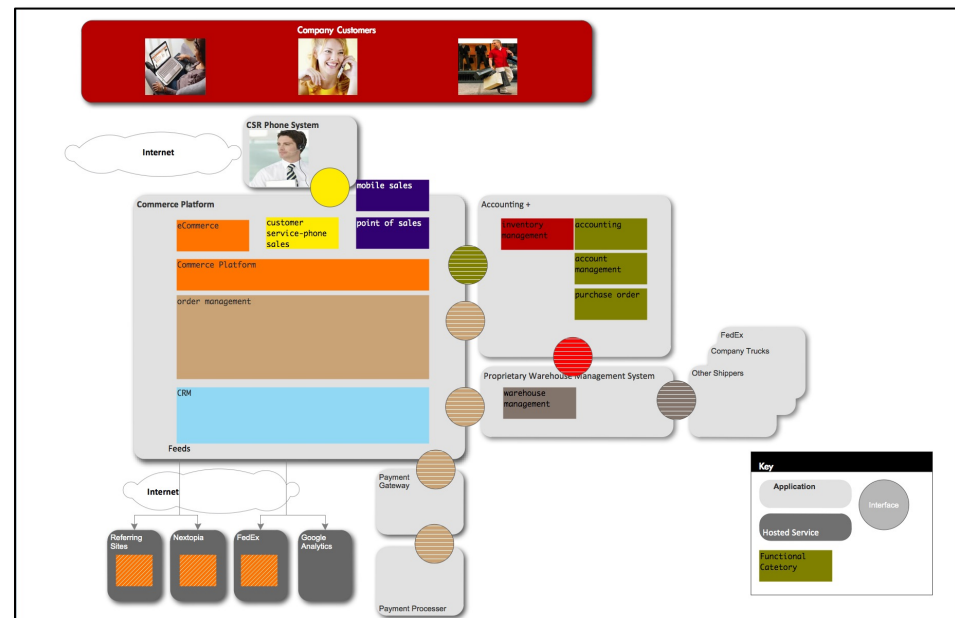 Company Customers
CSR Phone System
Internet
mobile sales
Commerce Platform
eCommerce
customer
service-phone
sales
point of sales
Commerce Platform
order management
CRM
Feeds
Accounting +
inventory
management
accounting
account
management
purchase order
Proprietary Warehouse Management System
warehouse
management
FedEx
Company Trucks
Other Shippers
Internet
Payment
Gateway
Referring
Sites
Nextopia
FedEx
Google
Analytics
Payment Processer
Key
Application
Interface
Hosted Service
Functional
Catetory